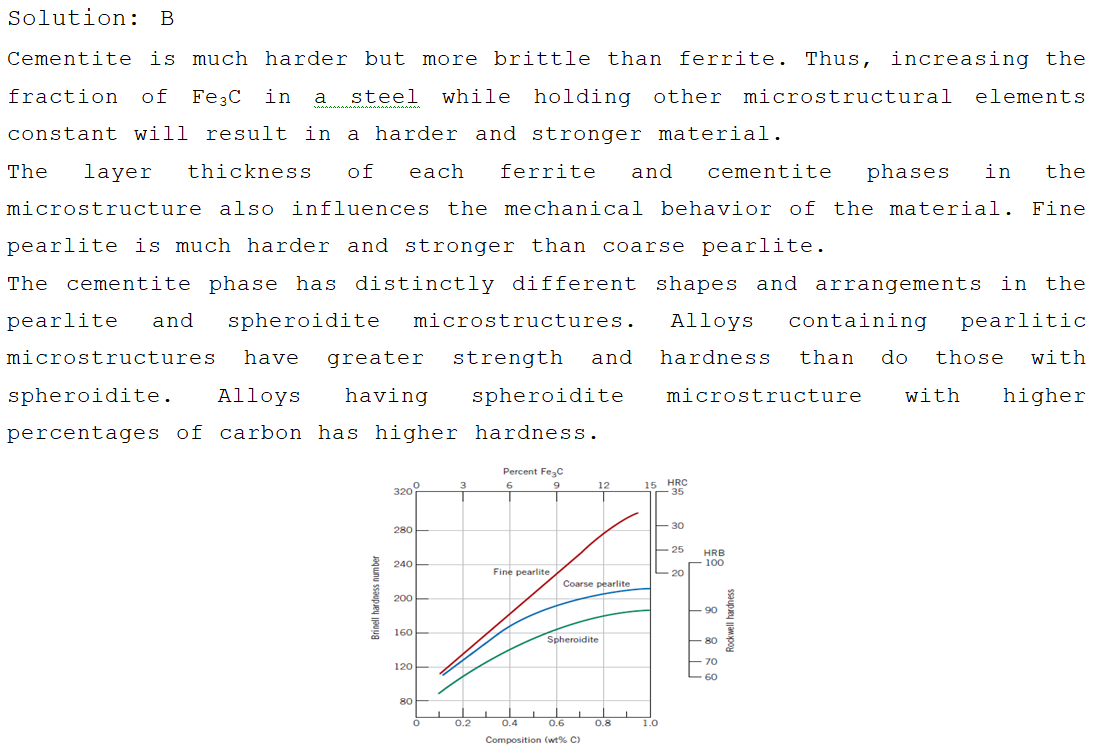 Solution: B
Cementite is much harder but more brittle than ferrite. Thus, increasing the
fraction of Fe₃C in a steel while holding other microstructural elements
constant will result in a harder and stronger material.
The layer thickness of each ferrite and cementite phases in the
microstructure also influences the mechanical behavior of the material. Fine
pearlite is much harder and stronger than coarse pearlite.
The cementite phase has distinctly different shapes and arrangements in the
pearlite and spheroidite microstructures. Alloys containing pearlitic
microstructures have greater strength and hardness than do those with
spheroidite. Alloys having spheroidite microstructure with higher
percentages of carbon has higher hardness.
Percent Fe₃C
0 3 6 9 12 15 HRC
320 35
280 30
25 HRB
240 100
Fine pearlite 20
Coarse pearlite
200 90
160 Spheroidite 80
120 70
60
80
Brinell hardness number
Rockwell hardness
0 0.2 0.4 0.6 0.8 1.0
Composition (wt% C)